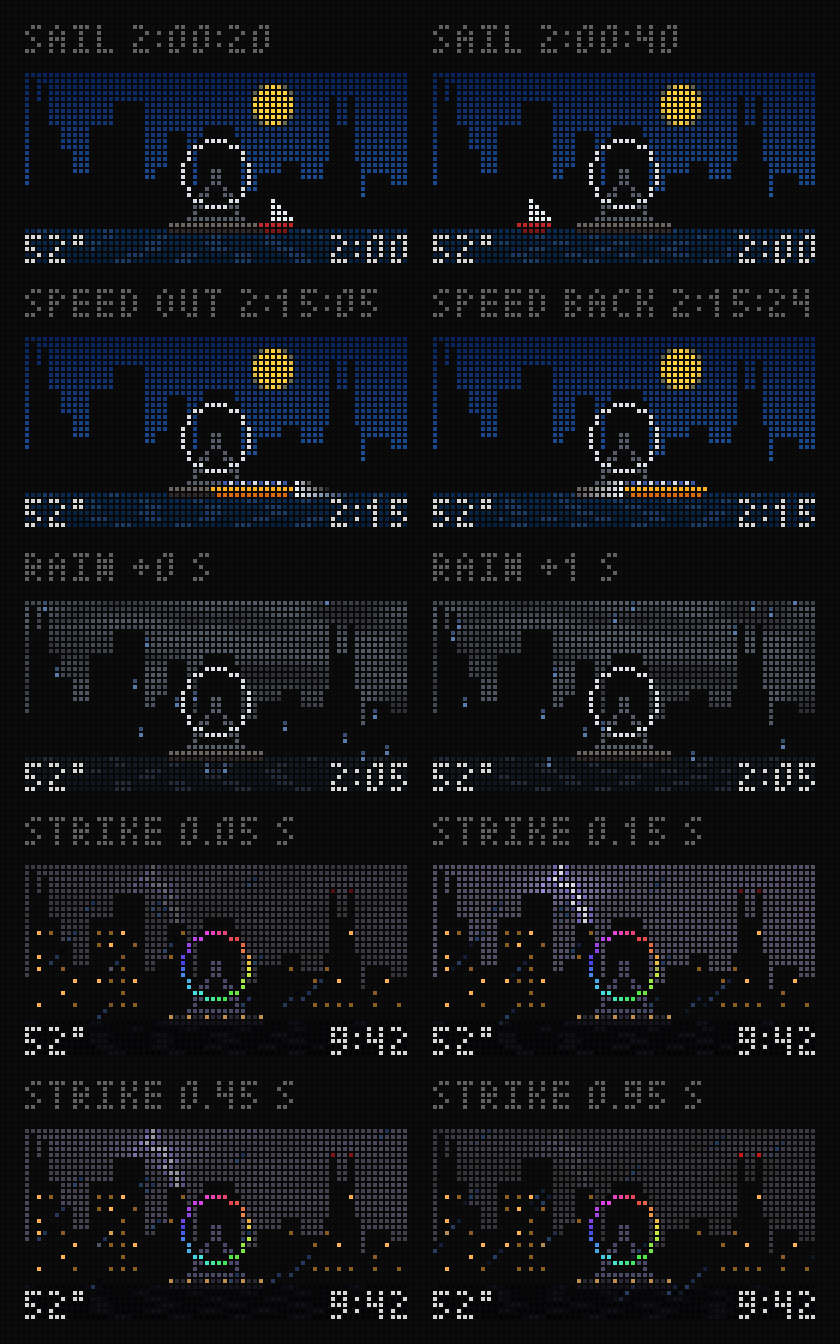 SAIL 2:00:20 SAIL 2:00:40
52° 2:00 52° 2:00
SPEED OUT 2:15:05 SPEED BACK 2:15:24
52° 2:15 52° 2:15
RAIN +0 S RAIN +1 S
52° 2:05 52° 2:05
STRIKE 0.05 S STRIKE 0.15 S
52° 9:42 52° 9:42
STRIKE 0.45 S STRIKE 0.95 S
52° 9:42 52° 9:42